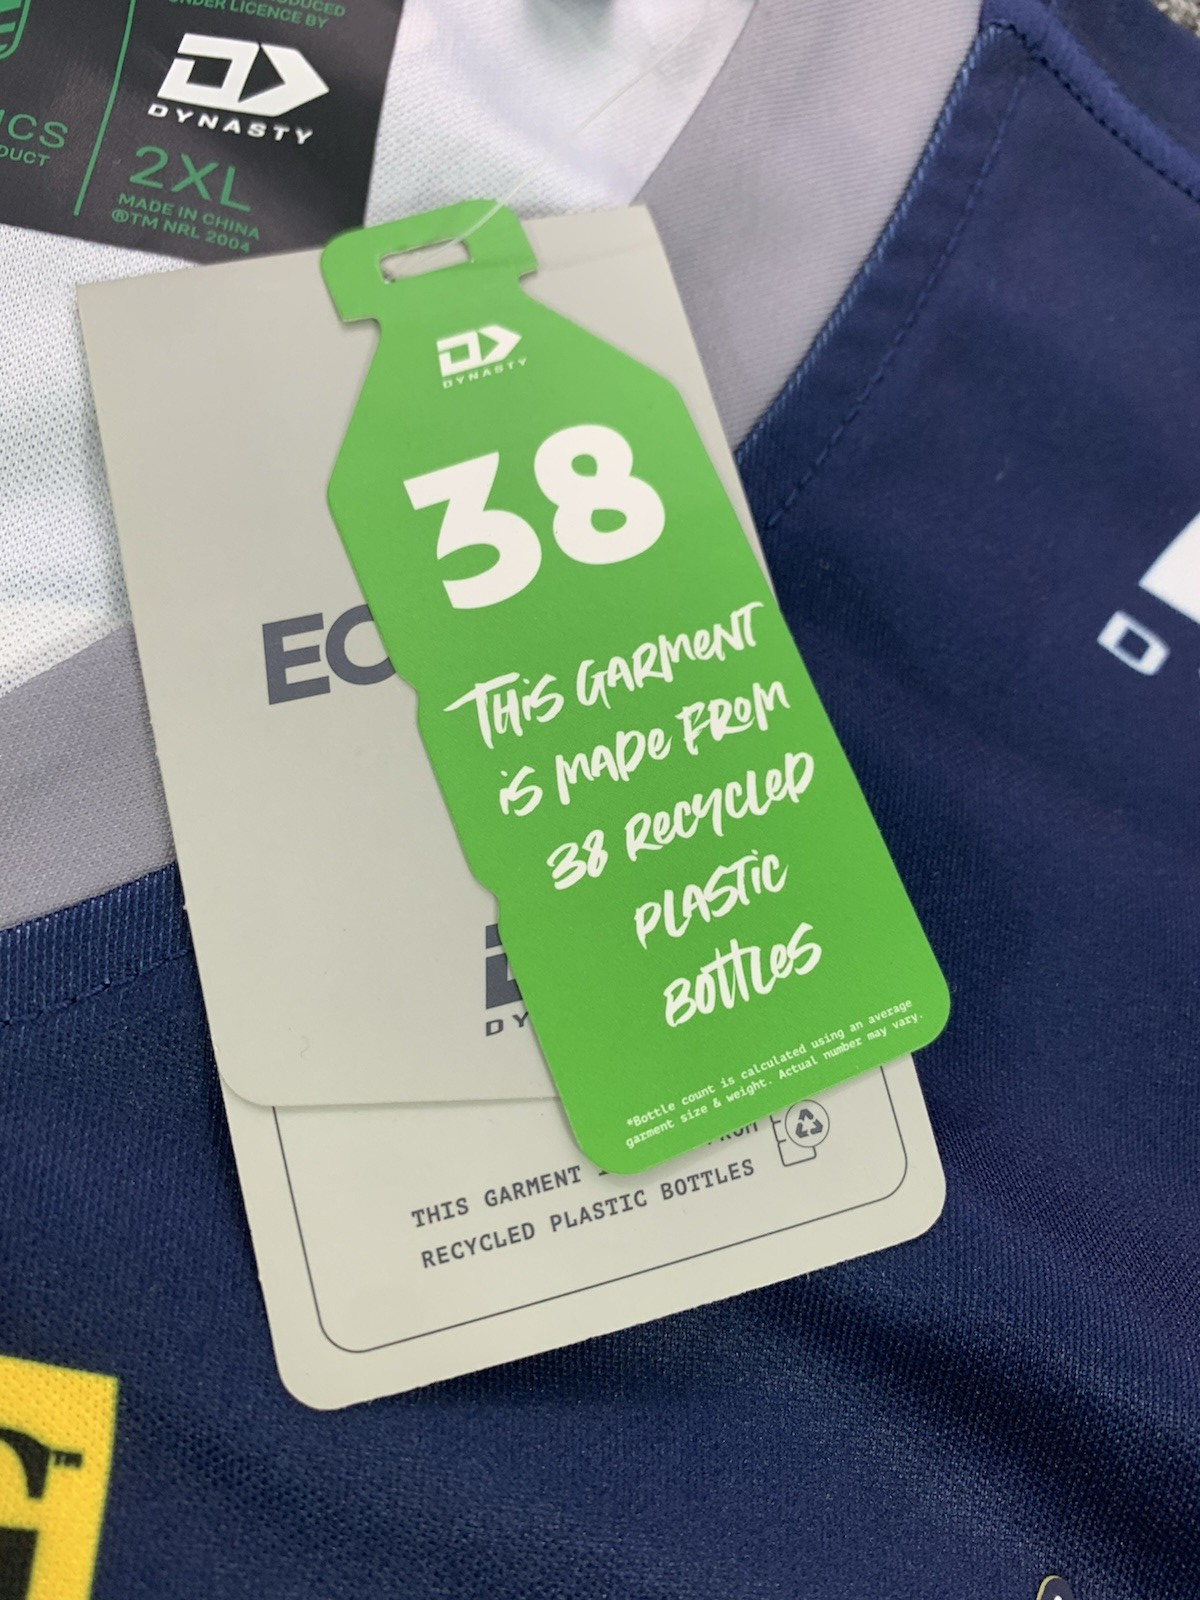 UNDER LICENCE BY
DYNASTY
2XL
MADE IN CHINA
®TM NRL 2004
DYNASTY
38
THIS GARMENT
IS MADE FROM
38 RECYCLED
PLASTIC
BOTTLES
*Bottle count is calculated using an average
garment size & weight. Actual number may vary.
EC
DY
THIS GARMENT
RECYCLED PLASTIC BOTTLES
D
™